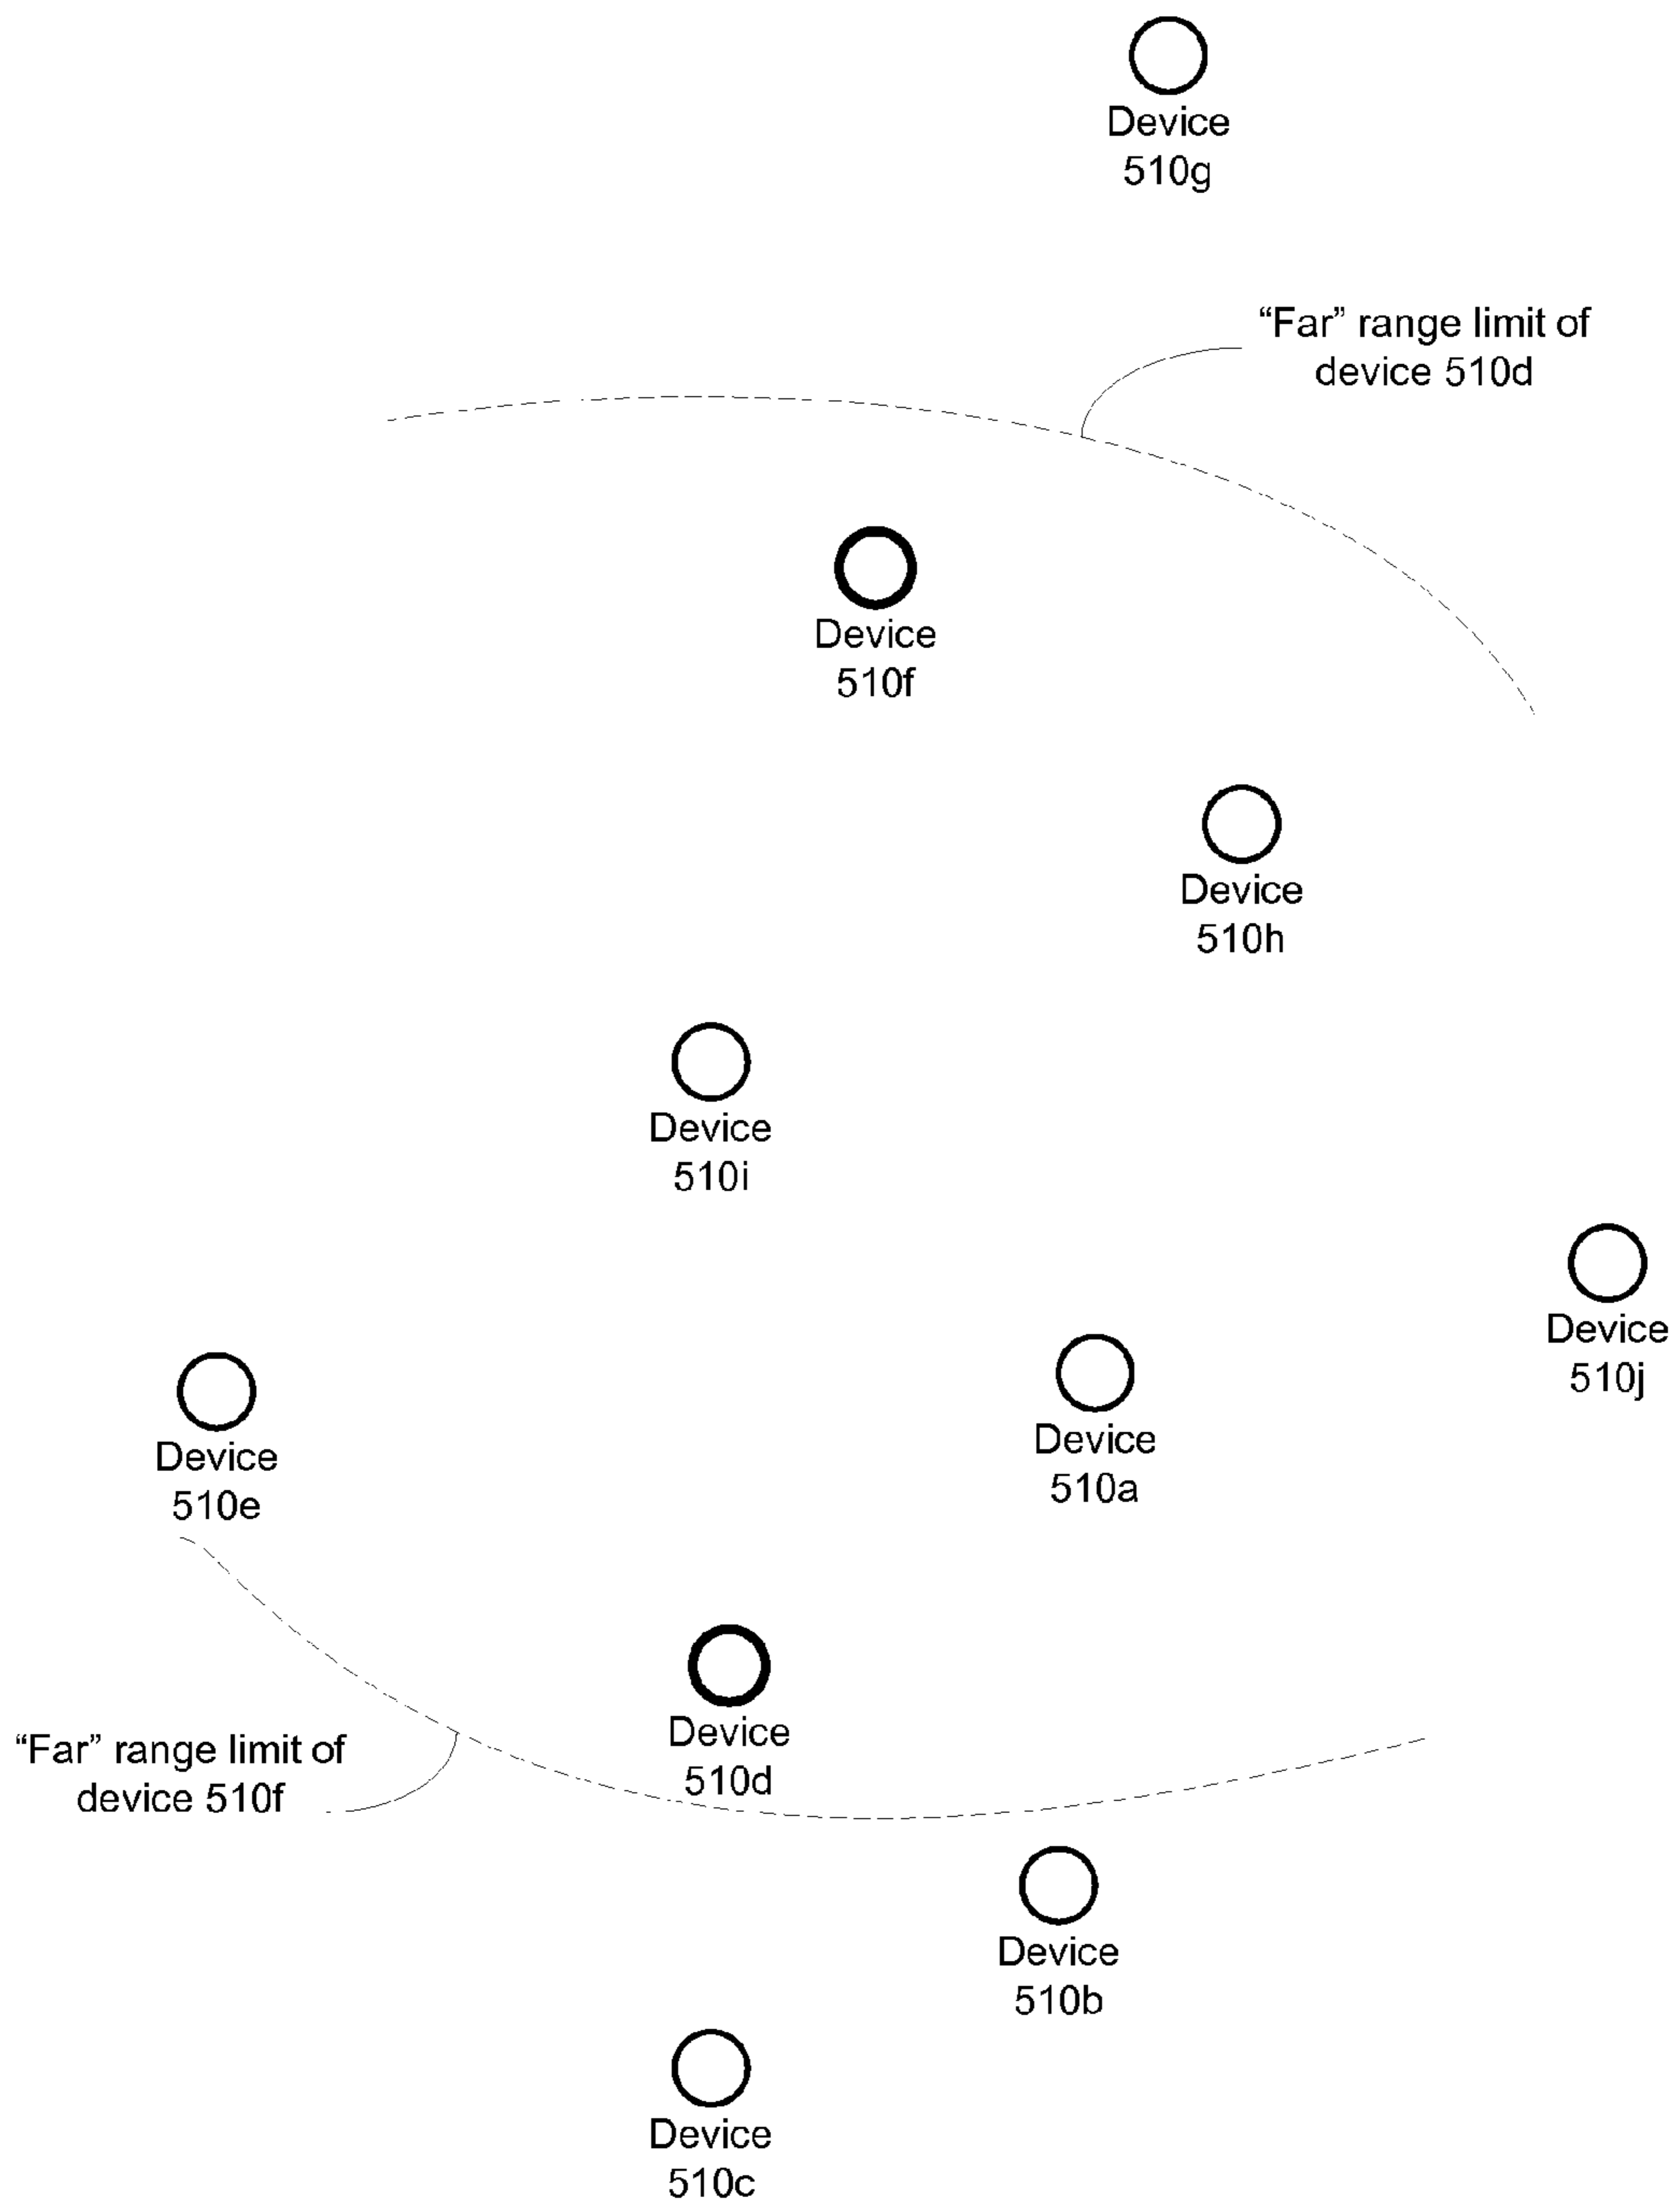 Device
510g
“Far” range limit of
device 510d
Device
510f
Device
510h
Device
510i
Device
510j
Device
510e
Device
510a
Device
510d
“Far” range limit of
device 510f
Device
510b
Device
510c